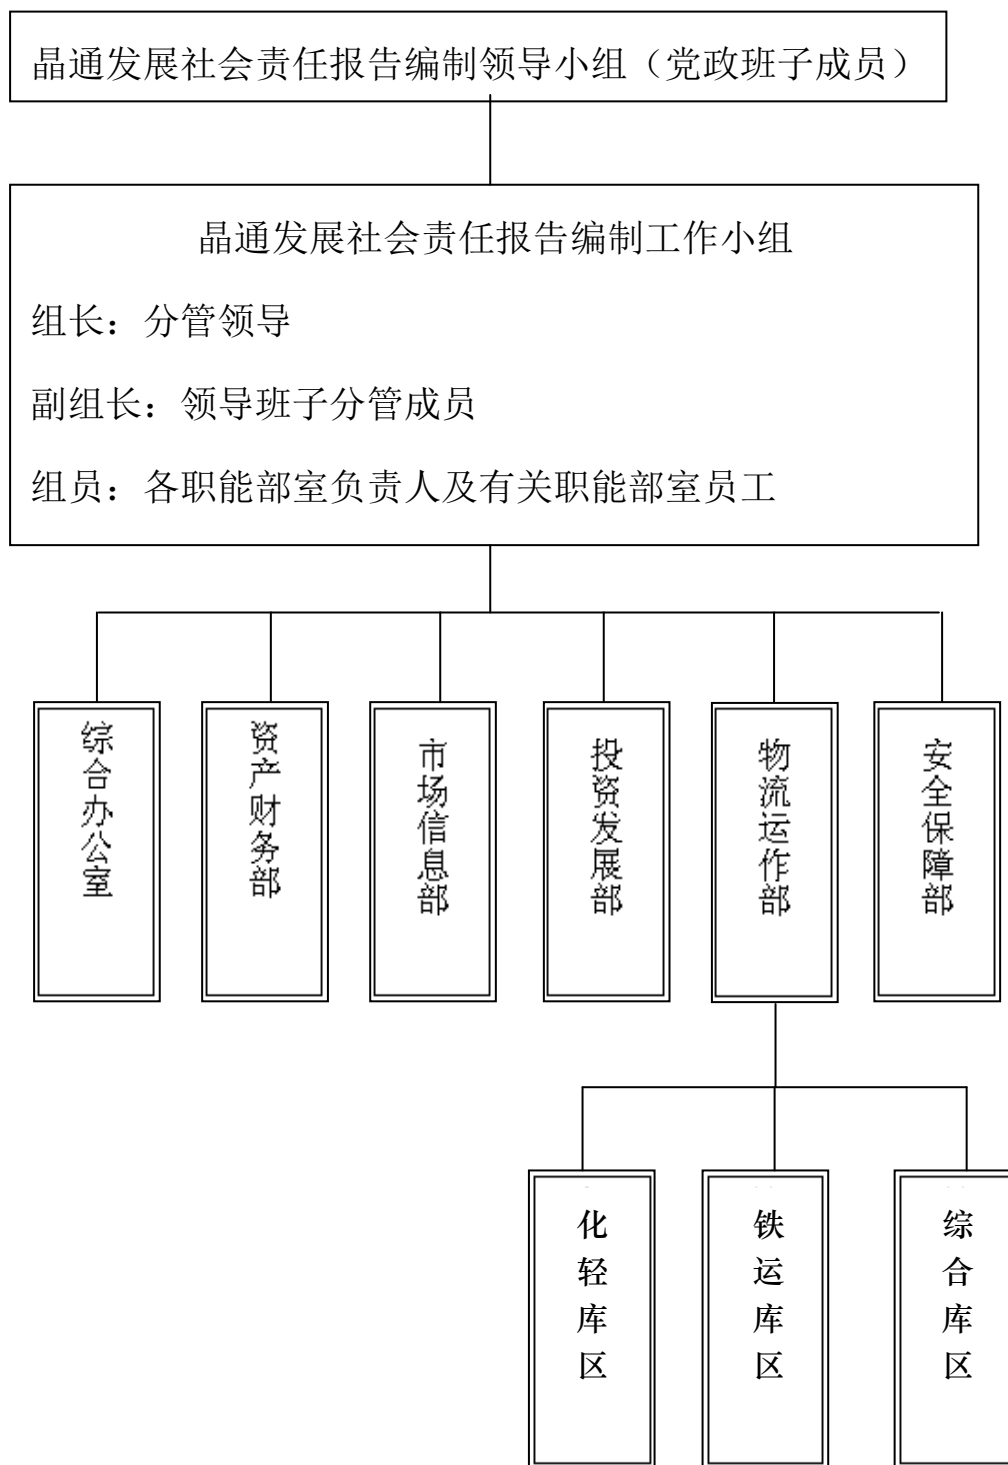 晶通发展社会责任报告编制领导小组（党政班子成员）
晶通发展社会责任报告编制工作小组
组长：分管领导
副组长：领导班子分管成员
组员：各职能部室负责人及有关职能部室员工
综合办公室
资产财务部
市场信息部
投资发展部
物流运作部
安全保障部
化轻库区
铁运库区
综合库区